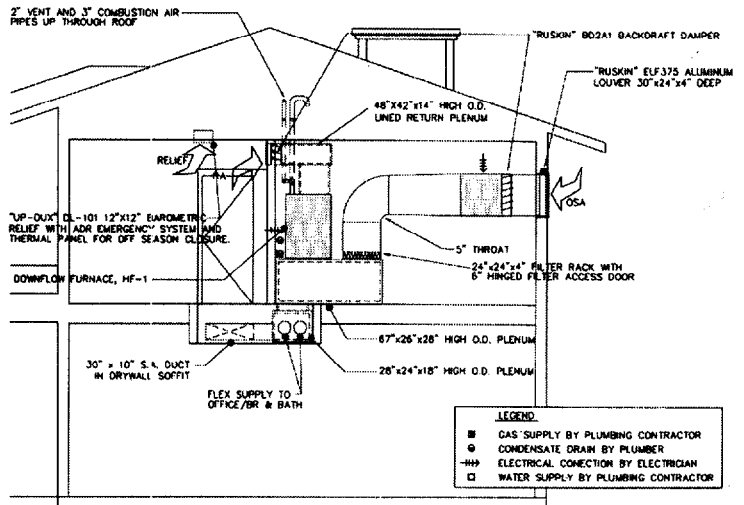 2" VENT AND 3" COMBUSTION AIR
PIPES UP THROUGH ROOF
"RUSKIN" BD2A1 BACKDRAFT DAMPER
"RUSKIN" ELF375 ALUMINUM
LOUVER 30"x24"x4" DEEP
48"x42"x14" HIGH O.D.
LINED RETURN PLENUM
RELIEF
OSA
"UP-DUX" DL-101 12"X12" BAROMETRIC
RELIEF WITH ADR EMERGENCY SYSTEM AND
THERMAL PANEL FOR OFF SEASON CLOSURE.
5" THROAT
24"x24"x4" FILTER RACK WITH
6" HINGED FILTER ACCESS DOOR
DOWNFLOW FURNACE, HF-1
67"x26"x28" HIGH O.D. PLENUM
30" x 10" S.A. DUCT
IN DRYWALL SOFFIT
28"x24"x18" HIGH O.D. PLENUM
FLEX SUPPLY TO
OFFICE/BR & BATH
LEGEND
GAS SUPPLY BY PLUMBING CONTRACTOR
CONDENSATE DRAIN BY PLUMBER
ELECTRICAL CONECTION BY ELECTRICIAN
WATER SUPPLY BY PLUMBING CONTRACTOR